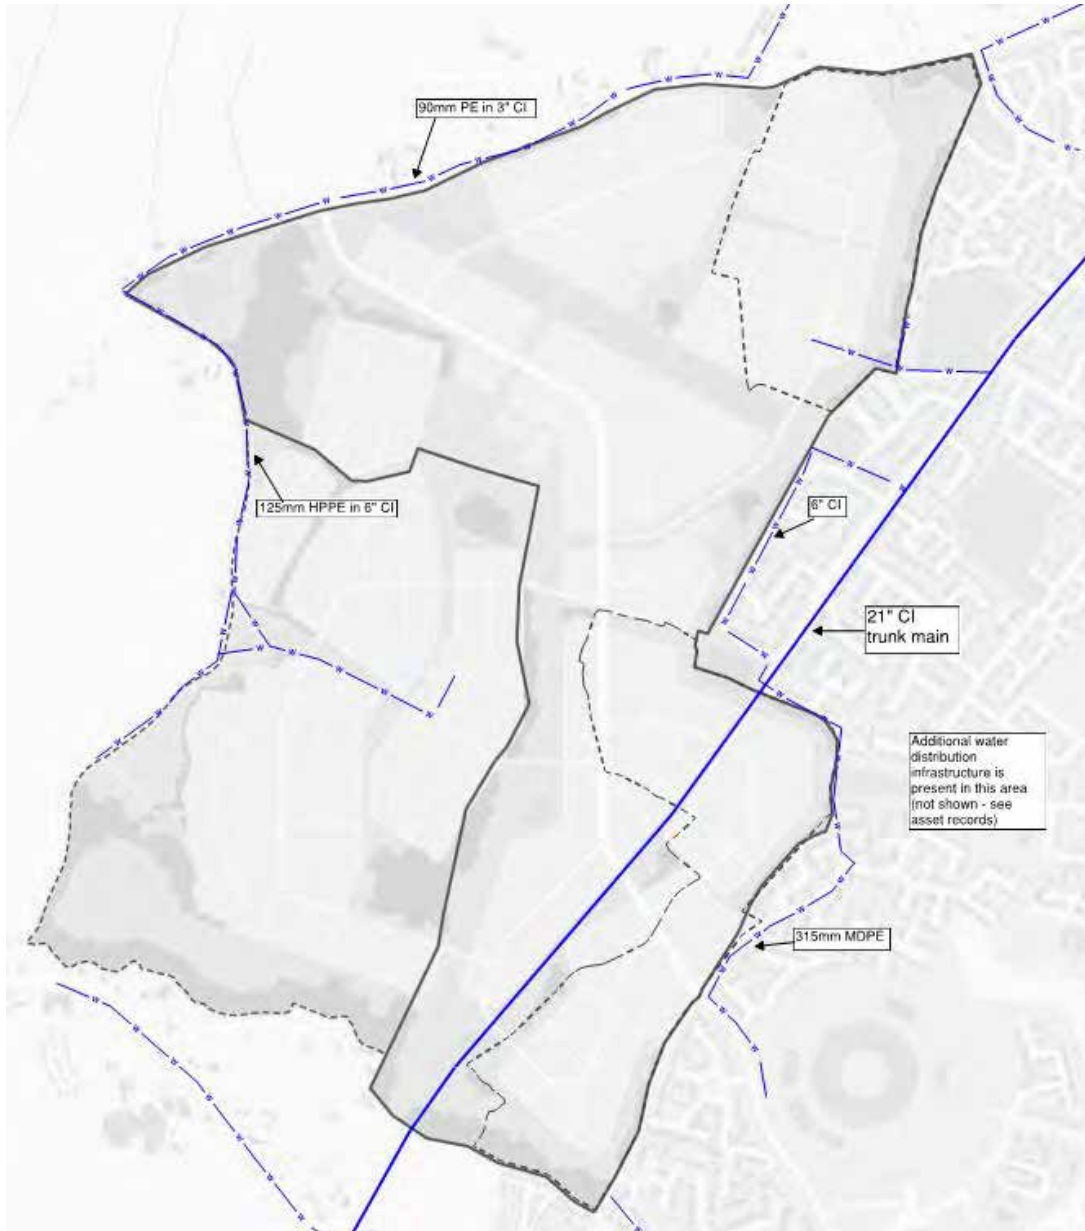 90mm PE in 3" CI
125mm HPPE in 6" CI
6" CI
21" CI
trunk main
Additional water
distribution
infrastructure is
present in this area
(not shown - see
asset records)
315mm MDPE